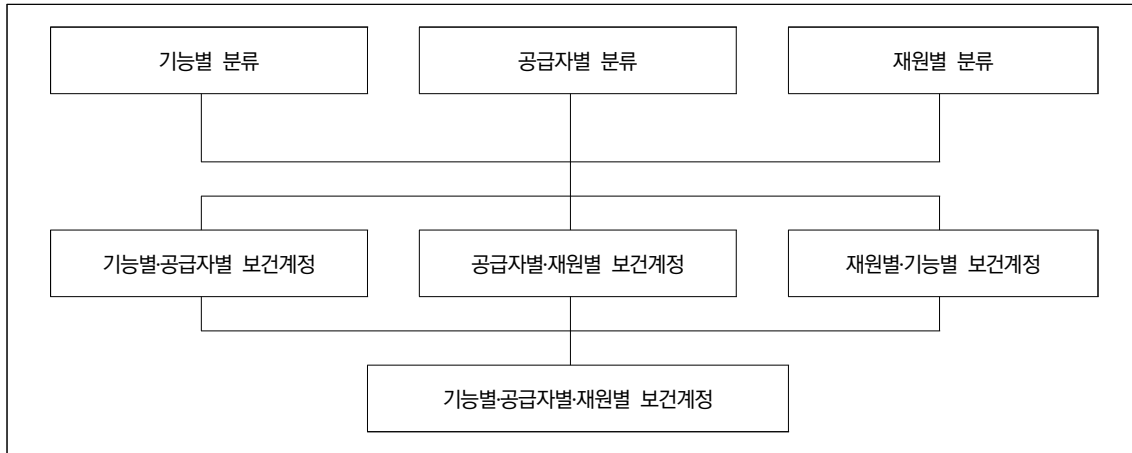 기능별 분류
공급자별 분류
재원별 분류
기능별·공급자별 보건계정
공급자별·재원별 보건계정
재원별·기능별 보건계정
기능별·공급자별·재원별 보건계정